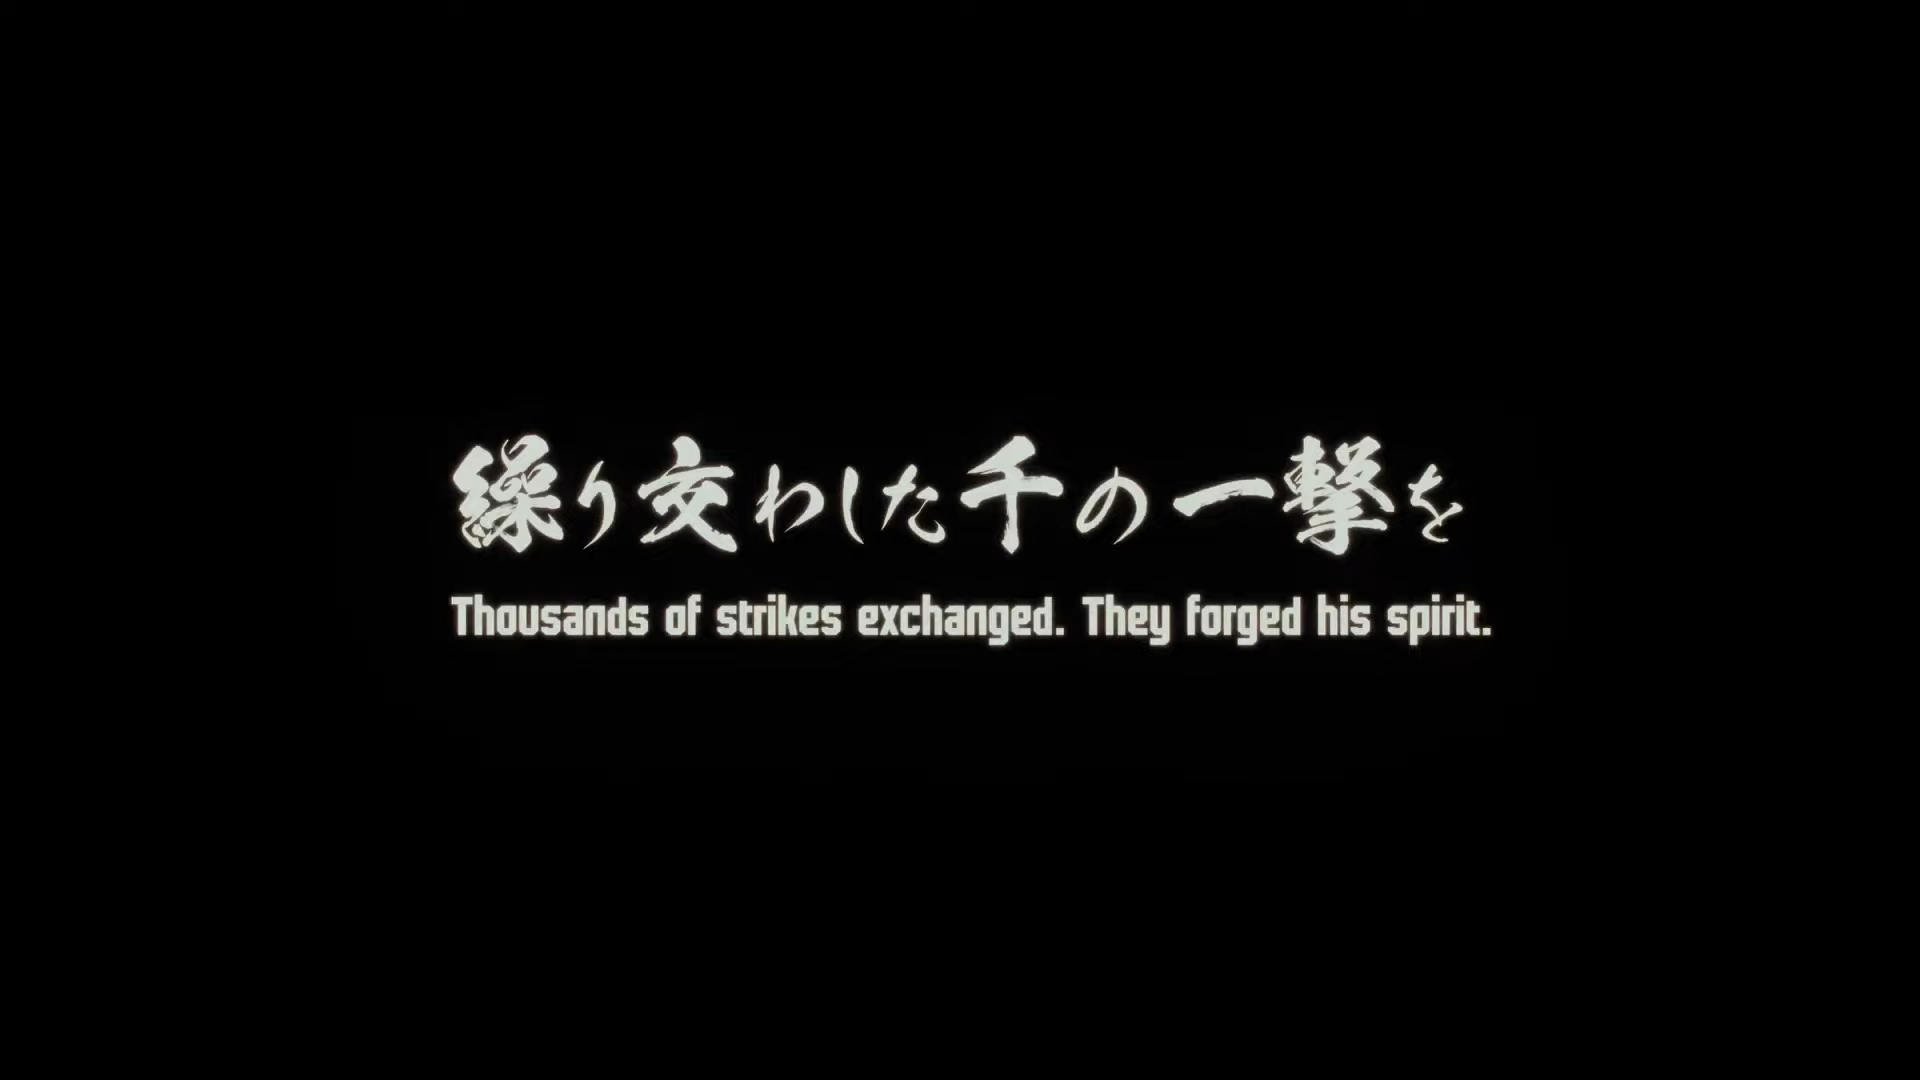 繰り交わした千の一撃を
Thousands of strikes exchanged. They forged his spirit.